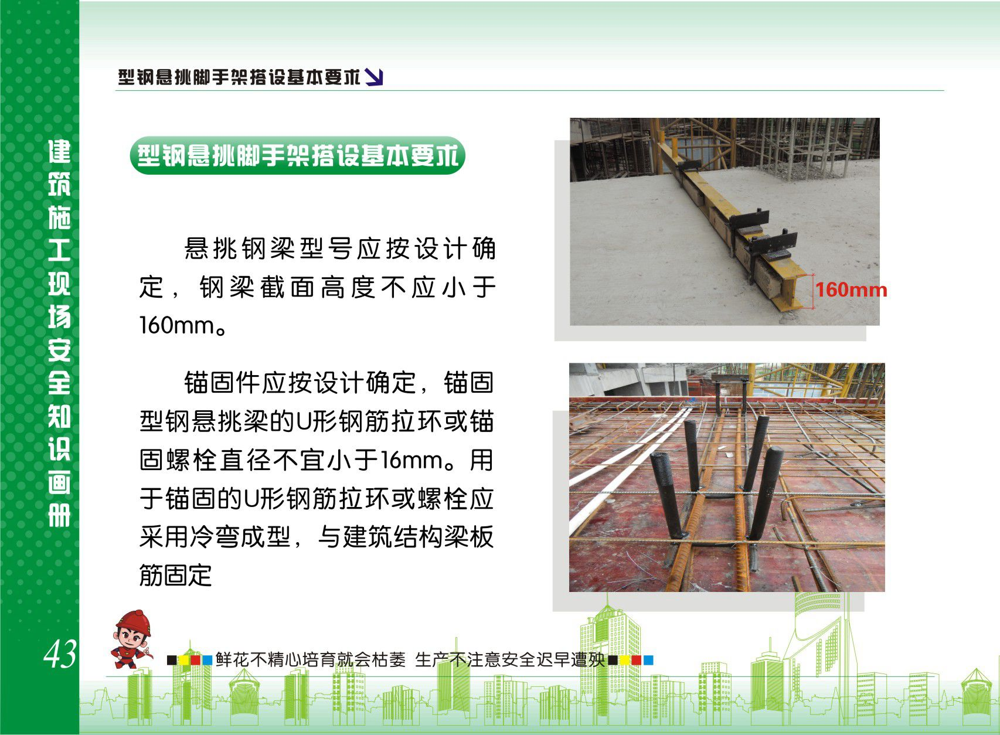 型钢悬挑脚手架搭设基本要求
建筑施工现场安全知识画册
型钢悬挑脚手架搭设基本要求
悬挑钢梁型号应按设计确
定，钢梁截面高度不应小于
160mm。
160mm
锚固件应按设计确定，锚固
型钢悬挑梁的U形钢筋拉环或锚
固螺栓直径不宜小于16mm。用
于锚固的U形钢筋拉环或螺栓应
采用冷弯成型，与建筑结构梁板
筋固定
43
鲜花不精心培育就会枯萎 生产不注意安全迟早遭殃